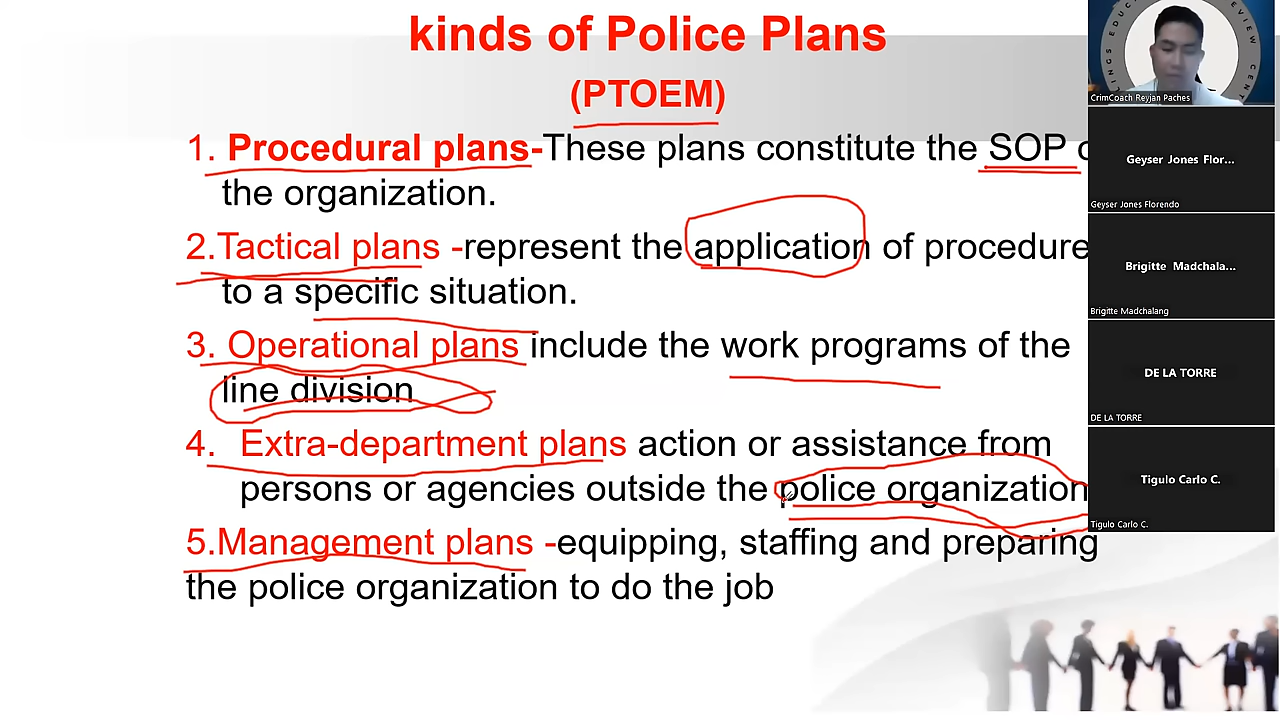 kinds of Police Plans
(PTOEM)
1. Procedural plans-These plans constitute the SOP
the organization.
2.Tactical plans -represent the application of procedure
to a specific situation.
3. Operational plans include the work programs of the
line division
4. Extra-department plans action or assistance from
persons or agencies outside the police organization
5.Management plans -equipping, staffing and preparing
the police organization to do the job
CrimCoach Reyjan Paches
Geyser Jones Flor...
Geyser Jones Florendo
Brigitte Madchala...
Brigitte Madchalang
DE LA TORRE
DE LA TORRE
Tigulo Carlo C.
Tigulo Carlo C.